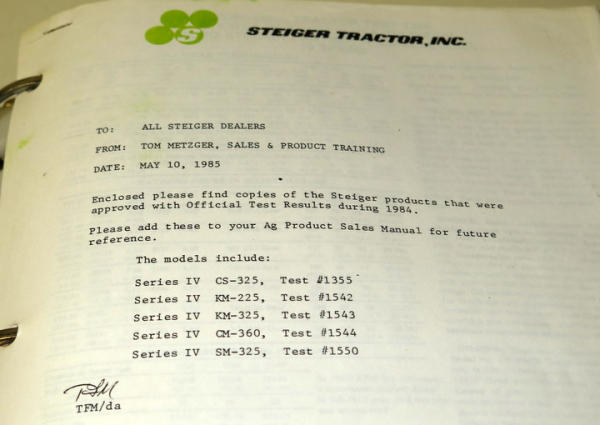 S
STEIGER TRACTOR, INC.
TO: ALL STEIGER DEALERS
FROM: TOM METZGER, SALES & PRODUCT TRAINING
DATE: MAY 10, 1985
Enclosed please find copies of the Steiger products that were
approved with Official Test Results during 1984.
Please add these to your Ag Product Sales Manual for future
reference.
The models include:
Series IV CS-325, Test #1355
Series IV KM-225, Test #1542
Series IV KM-325, Test #1543
Series IV CM-360, Test #1544
Series IV SM-325, Test #1550
TFM/da